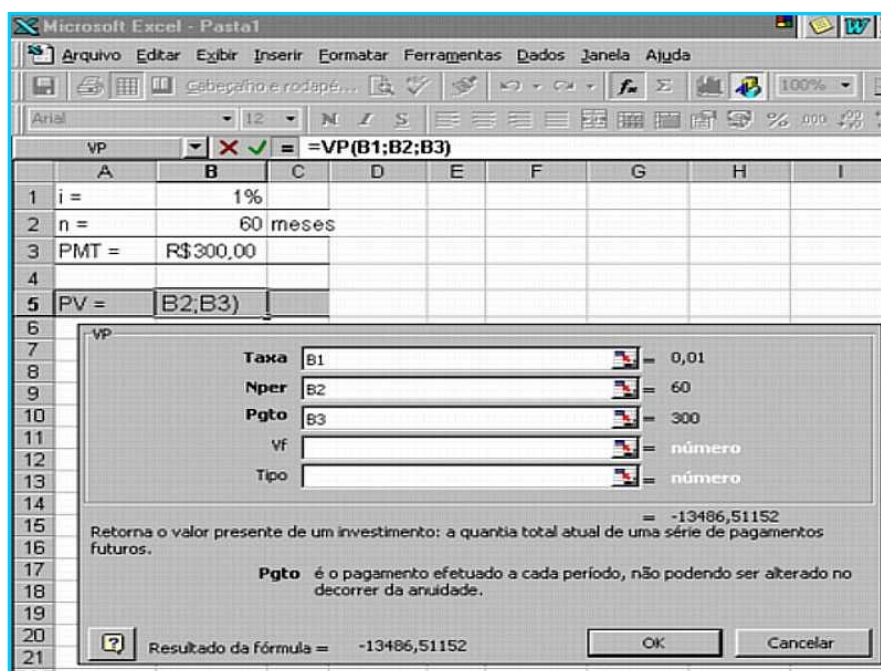 Microsoft Excel - Pasta1
Arquivo Editar Exibir Inserir Formatar Ferramentas Dados Janela Ajuda
Cabeçalho e rodapé... 100%
Arial 12 N I S % 000
VP =VP(B1;B2;B3)
A B C D E F G H I
1 i = 1%
2 n = 60 meses
3 PMT = R$300,00
4
5 PV = B2;B3)
6
VP
7
Taxa B1 = 0,01
8
Nper B2 = 60
9
10 Pgto B3 = 300
11
Vf = número
12
13 Tipo = número
14
= -13486,51152
15 Retorna o valor presente de um investimento: a quantia total atual de uma série de pagamentos
16 futuros.
17 Pgto é o pagamento efetuado a cada período, não podendo ser alterado no
18 decorrer da anuidade.
19
20
? Resultado da fórmula = -13486,51152 OK Cancelar
21